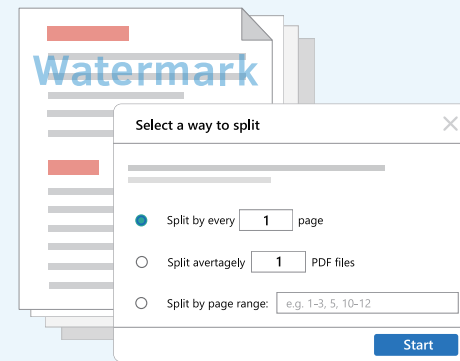 Watermark
Select a way to split
Split by every 1 page
Split avertagely 1 PDF files
Split by page range: e.g. 1-3, 5, 10-12
Start